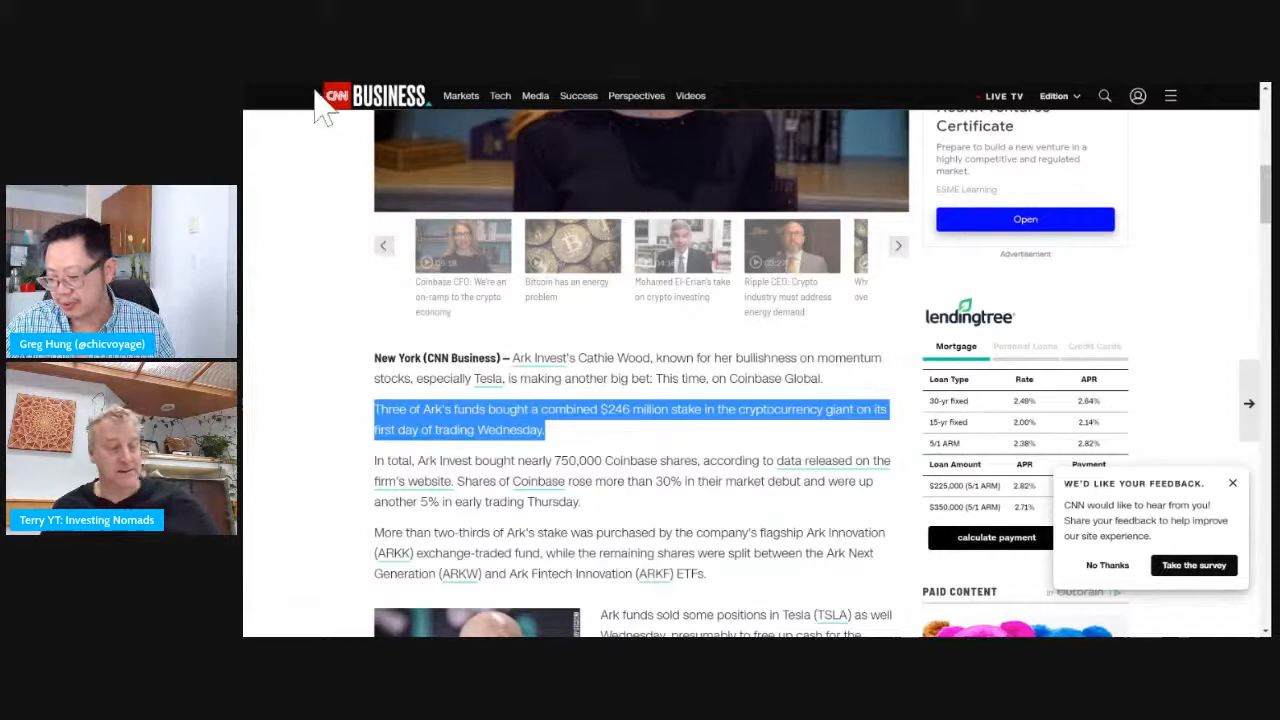 CNN BUSINESS
Markets Tech Media Success Perspectives Videos
LIVE TV Edition
Certificate
Prepare to build a new venture in a
highly competitive and regulated
market.
ESME Learning
Open
Advertisement
05:18
Coinbase CFO: We're an
on-ramp to the crypto
economy
Bitcoin has an energy
problem
Mohamed El-Erian's take
on crypto investing
Ripple CEO: Crypto
industry must address
energy demand
Greg Hung (@chicvoyage)
Terry YT: Investing Nomads
New York (CNN Business) — Ark Invest's Cathie Wood, known for her bullishness on momentum
stocks, especially Tesla, is making another big bet: This time, on Coinbase Global.
Three of Ark's funds bought a combined $246 million stake in the cryptocurrency giant on its
first day of trading Wednesday.
In total, Ark Invest bought nearly 750,000 Coinbase shares, according to data released on the
firm's website. Shares of Coinbase rose more than 30% in their market debut and were up
another 5% in early trading Thursday.
More than two-thirds of Ark's stake was purchased by the company's flagship Ark Innovation
(ARKK) exchange-traded fund, while the remaining shares were split between the Ark Next
Generation (ARKW) and Ark Fintech Innovation (ARKF) ETFs.
Ark funds sold some positions in Tesla (TSLA) as well
Wednesday, presumably to free up cash for the
lendingtree
Mortgage Personal Loans Credit Cards
Loan Type Rate APR
30-yr fixed 2.49% 2.64%
15-yr fixed 2.00% 2.14%
5/1 ARM 2.38% 2.82%
Loan Amount APR Payment
$225,000 (5/1 ARM) 2.82%
$350,000 (5/1 ARM) 2.71%
calculate payment
WE'D LIKE YOUR FEEDBACK.
CNN would like to hear from you!
Share your feedback to help improve
our site experience.
No Thanks Take the survey
PAID CONTENT